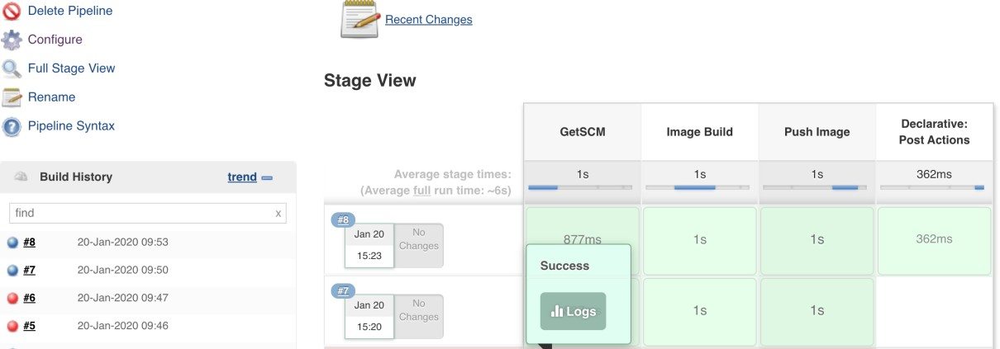 Delete Pipeline
Configure
Full Stage View
Rename
Pipeline Syntax
Build History trend
find x
#8 20-Jan-2020 09:53
#7 20-Jan-2020 09:50
#6 20-Jan-2020 09:47
#5 20-Jan-2020 09:46
Recent Changes
Stage View
GetSCM Image Build Push Image Declarative:
Post Actions
Average stage times: 1s 1s 1s 362ms
(Average full run time: ~6s)
#8
Jan 20 No
Changes
15:23
877ms 1s 1s 362ms
Success
Logs
#7
Jan 20 No
Changes
15:20
1s 1s